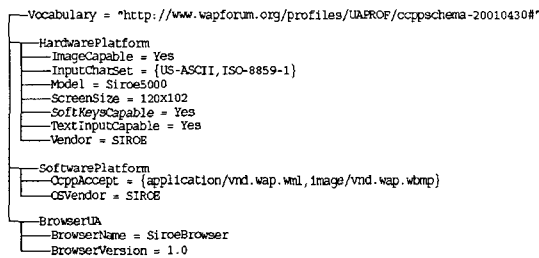 Vocabulary = "http://www.wapforum.org/profiles/UAPROF/ccppschema-20010430#"
HardwarePlatform
ImageCapable = Yes
InputCharSet = {US-ASCII,ISO-8859-1}
Model = Siroe5000
ScreenSize = 120X102
SoftKeysCapable = Yes
TextInputCapable = Yes
Vendor = SIROE
SoftwarePlatform
CcppAccept = {application/vnd.wap.wml,image/vnd.wap.wbmp}
OSVendor = SIROE
BrowserUA
BrowserName = SiroeBrowser
BrowserVersion = 1.0